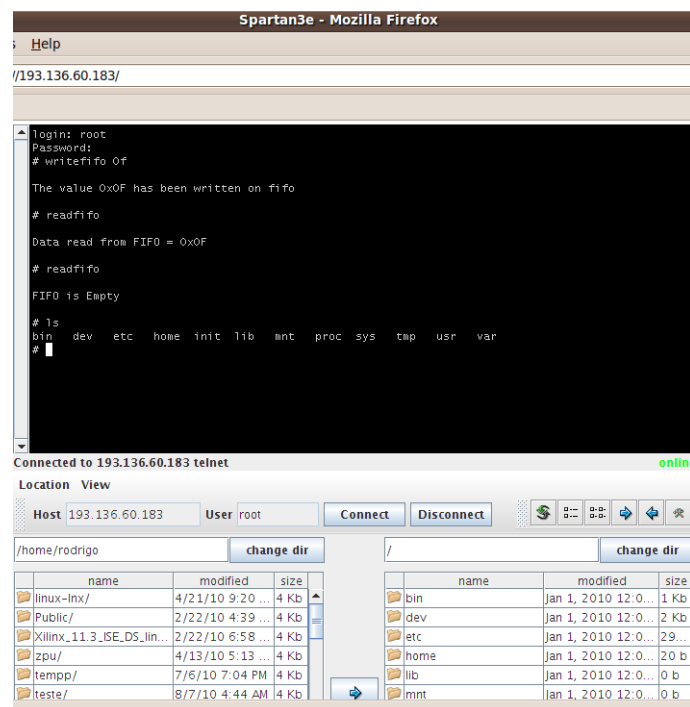 Spartan3e - Mozilla Firefox
s Help
//193.136.60.183/
login: root
Password:
# writefifo 0f
The value 0x0F has been written on fifo
# readfifo
Data read from FIFO = 0x0F
# readfifo
FIFO is Empty
# ls
bin dev etc home init lib mnt proc sys tmp usr var
#
Connected to 193.136.60.183 telnet onlin
Location View
Host 193.136.60.183 User root Connect Disconnect
/home/rodrigo change dir / change dir
name modified size name modified size
linux-lnx/ 4/21/10 9:20 ... 4 Kb bin Jan 1, 2010 12:0... 1 Kb
Public/ 2/22/10 4:39 ... 4 Kb dev Jan 1, 2010 12:0... 2 Kb
Xilinx_11.3_ISE_DS_lin... 2/22/10 6:58 ... 4 Kb etc Jan 1, 2010 12:0... 29...
zpu/ 4/13/10 5:13 ... 4 Kb home Jan 1, 2010 12:0... 20 b
tempp/ 7/6/10 7:04 PM 4 Kb lib Jan 1, 2010 12:0... 0 b
teste/ 8/7/10 4:44 AM 4 Kb mnt Jan 1, 2010 12:0... 0 b